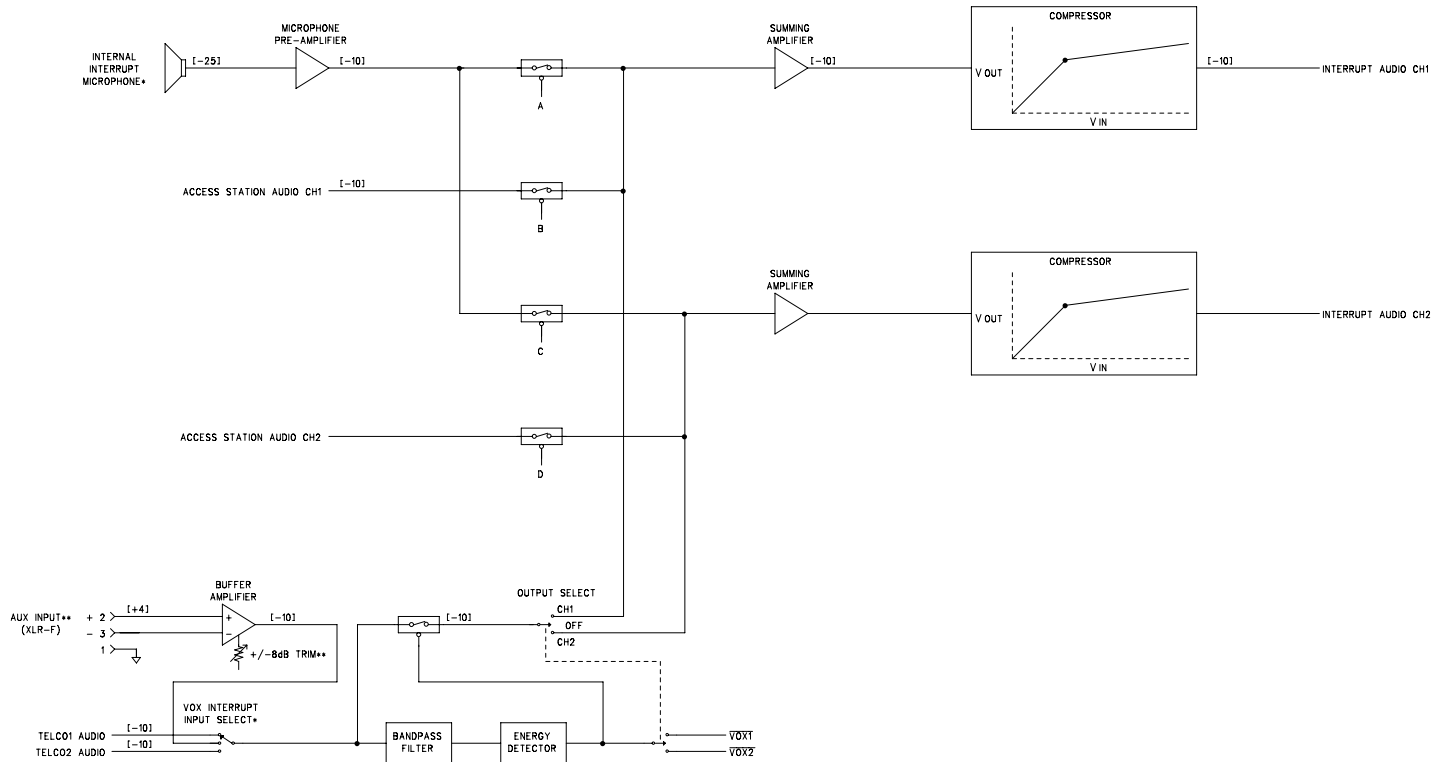 COMPRESSOR
MICROPHONE
PRE-AMPLIFIER
SUMMING
AMPLIFIER
INTERNAL
INTERRUPT
MICROPHONE*
[-25]
[-10]
[-10]
[-10]
INTERRUPT AUDIO CH1
V OUT
V IN
A
ACCESS STATION AUDIO CH1
[-10]
B
COMPRESSOR
SUMMING
AMPLIFIER
INTERRUPT AUDIO CH2
V OUT
V IN
C
ACCESS STATION AUDIO CH2
D
BUFFER
AMPLIFIER
OUTPUT SELECT
AUX INPUT**
(XLR-F)
+ 2
[+4]
- 3
1
+
-
[-10]
+/-8dB TRIM**
[-10]
CH1
OFF
CH2
VOX INTERRUPT
INPUT SELECT*
TELCO1 AUDIO
[-10]
TELCO2 AUDIO
[-10]
BANDPASS
FILTER
ENERGY
DETECTOR
VOX1
VOX2